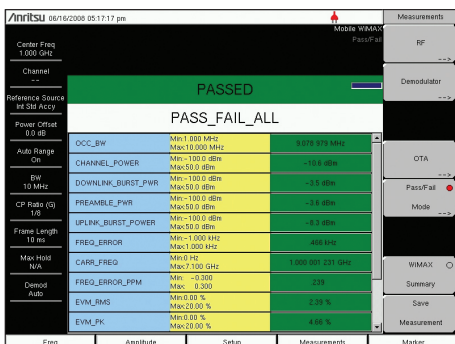 Anritsu 06/16/2008 05:17:17 pm
Mobile WiMAX
Pass/Fail
Measurements
Center Freq
1.000 GHz
Channel
--
Reference Source
Int Std Accy
Power Offset
0.0 dB
Auto Range
On
BW
10 MHz
CP Ratio (G)
1/8
Frame Length
10 ms
Max Hold
N/A
Demod
Auto
PASSED
PASS_FAIL_ALL
OCC_BW Min:1.000 MHz Max:10.000 MHz 9.078 979 MHz
CHANNEL_POWER Min:-100.0 dBm Max:50.0 dBm -10.6 dBm
DOWNLINK_BURST_PWR Min:-100.0 dBm Max:50.0 dBm -3.5 dBm
PREAMBLE_PWR Min:-100.0 dBm Max:50.0 dBm -3.8 dBm
UPLINK_BURST_POWER Min:-100.0 dBm Max:50.0 dBm -8.3 dBm
FREQ_ERROR Min:-1.000 kHz Max:1.000 kHz .466 kHz
CARR_FREQ Min:0 Hz Max:7.100 GHz 1.000 001 231 GHz
FREQ_ERROR_PPM Min: -0.300 Max: 0.300 .239
EVM_RMS Min:0.00 % Max:20.00 % 2.39 %
EVM_PK Min:0.00 % Max:20.00 % 4.66 %
RF
-->
Demodulator
-->
OTA
-->
Pass/Fail
Mode
-->
WiMAX
Summary
Save
Measurement
Freq Amplitude Setup Measurements Marker